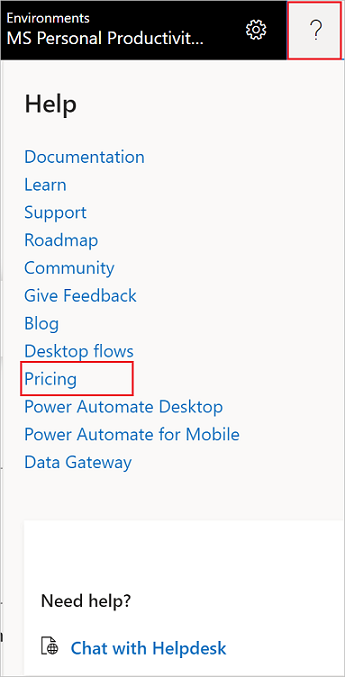 Environments
MS Personal Productivit...
?
Help
Documentation
Learn
Support
Roadmap
Community
Give Feedback
Blog
Desktop flows
Pricing
Power Automate Desktop
Power Automate for Mobile
Data Gateway
Need help?
Chat with Helpdesk